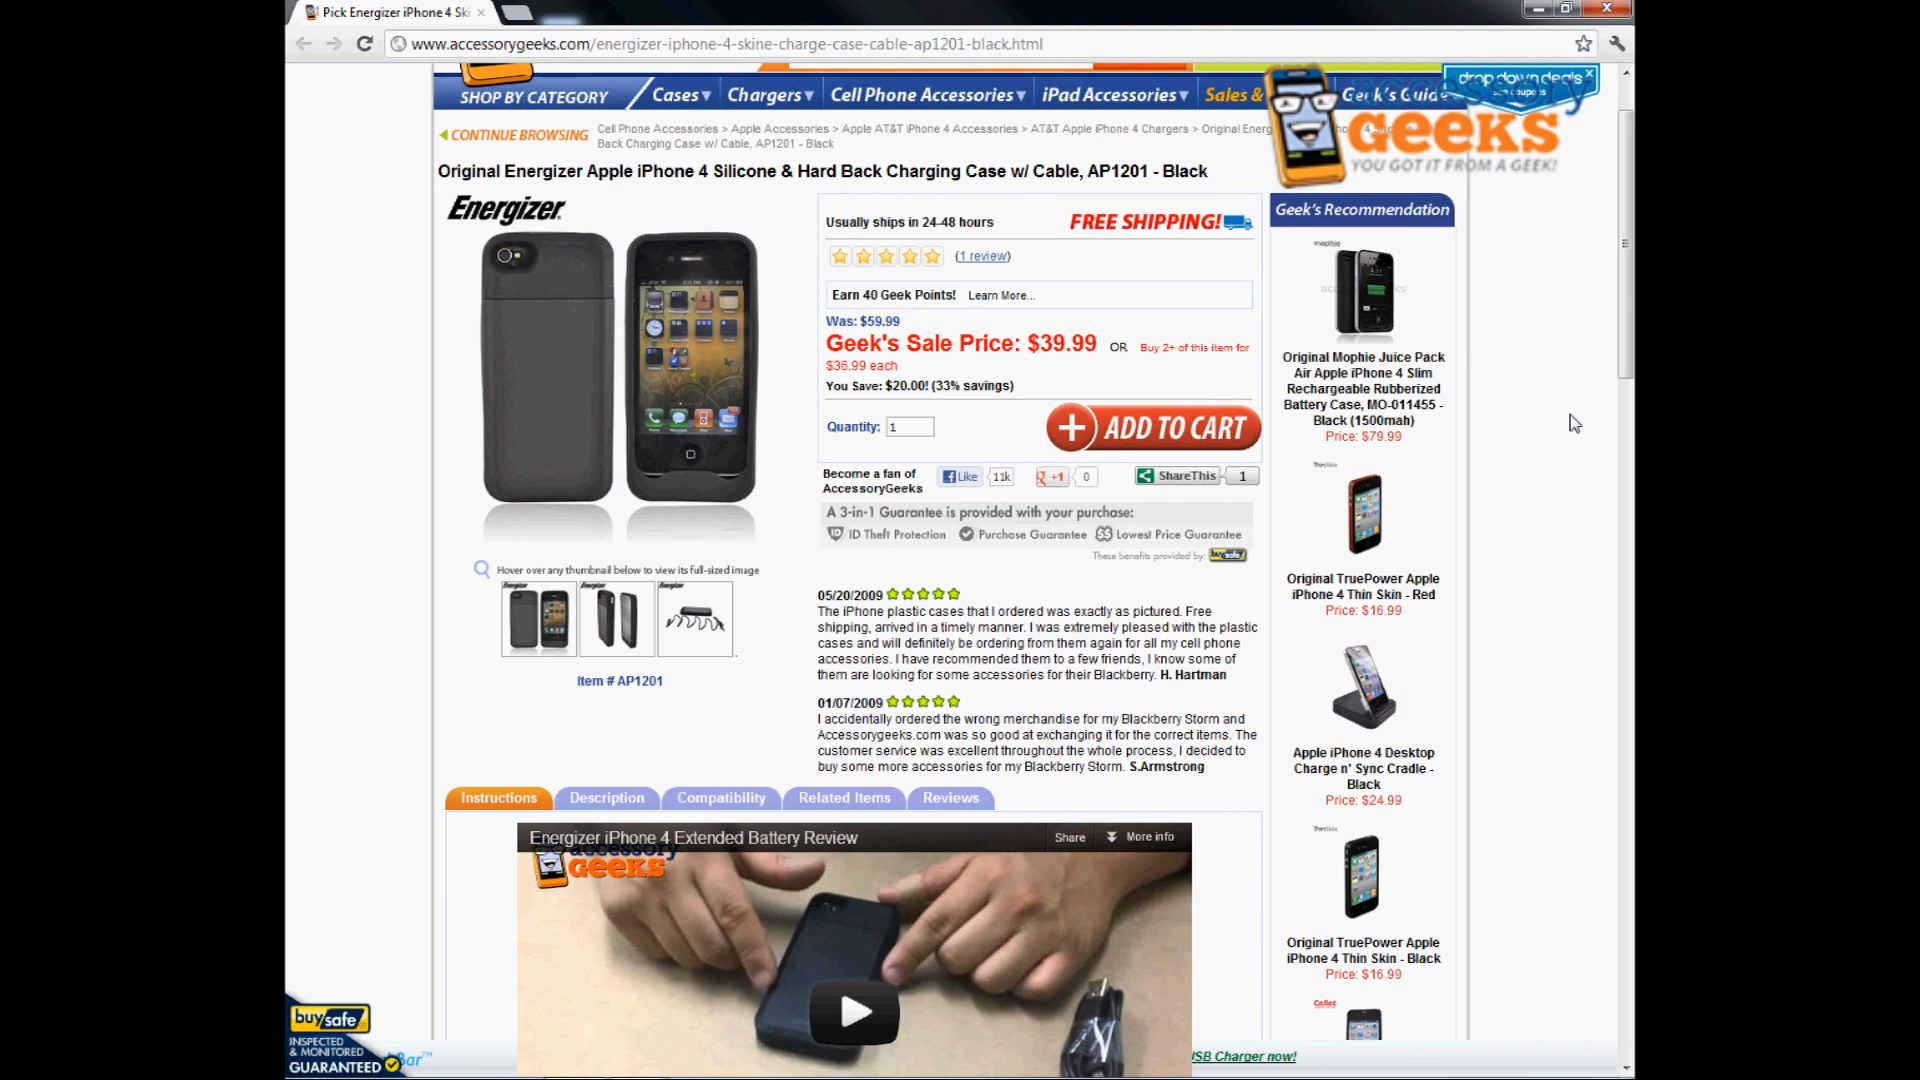 Pick Energizer iPhone 4 Ski
www.accessorygeeks.com/energizer-iphone-4-skine-charge-case-cable-ap1201-black.html
SHOP BY CATEGORY
Cases
Chargers
Cell Phone Accessories
iPad Accessories
Sales &
Geek's Guide
drop down deals
see coupons
accessory
GEEKS
YOU GOT IT FROM A GEEK!
CONTINUE BROWSING
Cell Phone Accessories > Apple Accessories > Apple AT&T iPhone 4 Accessories > AT&T Apple iPhone 4 Chargers > Original Energ
Back Charging Case w/ Cable, AP1201 - Black
Original Energizer Apple iPhone 4 Silicone & Hard Back Charging Case w/ Cable, AP1201 - Black
Energizer
Hover over any thumbnail below to view its full-sized image
Energizer
Energizer
Energizer
Item # AP1201
Usually ships in 24-48 hours
FREE SHIPPING!
(1 review)
Earn 40 Geek Points! Learn More...
Was: $59.99
Geek's Sale Price: $39.99 OR Buy 2+ of this item for
$36.99 each
You Save: $20.00! (33% savings)
Quantity: 1
ADD TO CART
Become a fan of
AccessoryGeeks
Like 11k
+1 0
ShareThis 1
A 3-in-1 Guarantee is provided with your purchase:
ID Theft Protection Purchase Guarantee Lowest Price Guarantee
These benefits provided by: buySafe
05/20/2009
The iPhone plastic cases that I ordered was exactly as pictured. Free
shipping, arrived in a timely manner. I was extremely pleased with the plastic
cases and will definitely be ordering from them again for all my cell phone
accessories. I have recommended them to a few friends, I know some of
them are looking for some accessories for their Blackberry. H. Hartman
01/07/2009
I accidentally ordered the wrong merchandise for my Blackberry Storm and
Accessorygeeks.com was so good at exchanging it for the correct items. The
customer service was excellent throughout the whole process, I decided to
buy some more accessories for my Blackberry Storm. S.Armstrong
Instructions
Description
Compatibility
Related Items
Reviews
Energizer iPhone 4 Extended Battery Review
Share
More info
accessory
GEEKS
Geek's Recommendation
mophie
Original Mophie Juice Pack
Air Apple iPhone 4 Slim
Rechargeable Rubberized
Battery Case, MO-011455 -
Black (1500mah)
Price: $79.99
ThinSkin
Original TruePower Apple
iPhone 4 Thin Skin - Red
Price: $16.99
Apple iPhone 4 Desktop
Charge n' Sync Cradle -
Black
Price: $24.99
ThinSkin
Original TruePower Apple
iPhone 4 Thin Skin - Black
Price: $16.99
Cellet
buySafe
INSPECTED
& MONITORED
GUARANTEED
Bar™
USB Charger now!